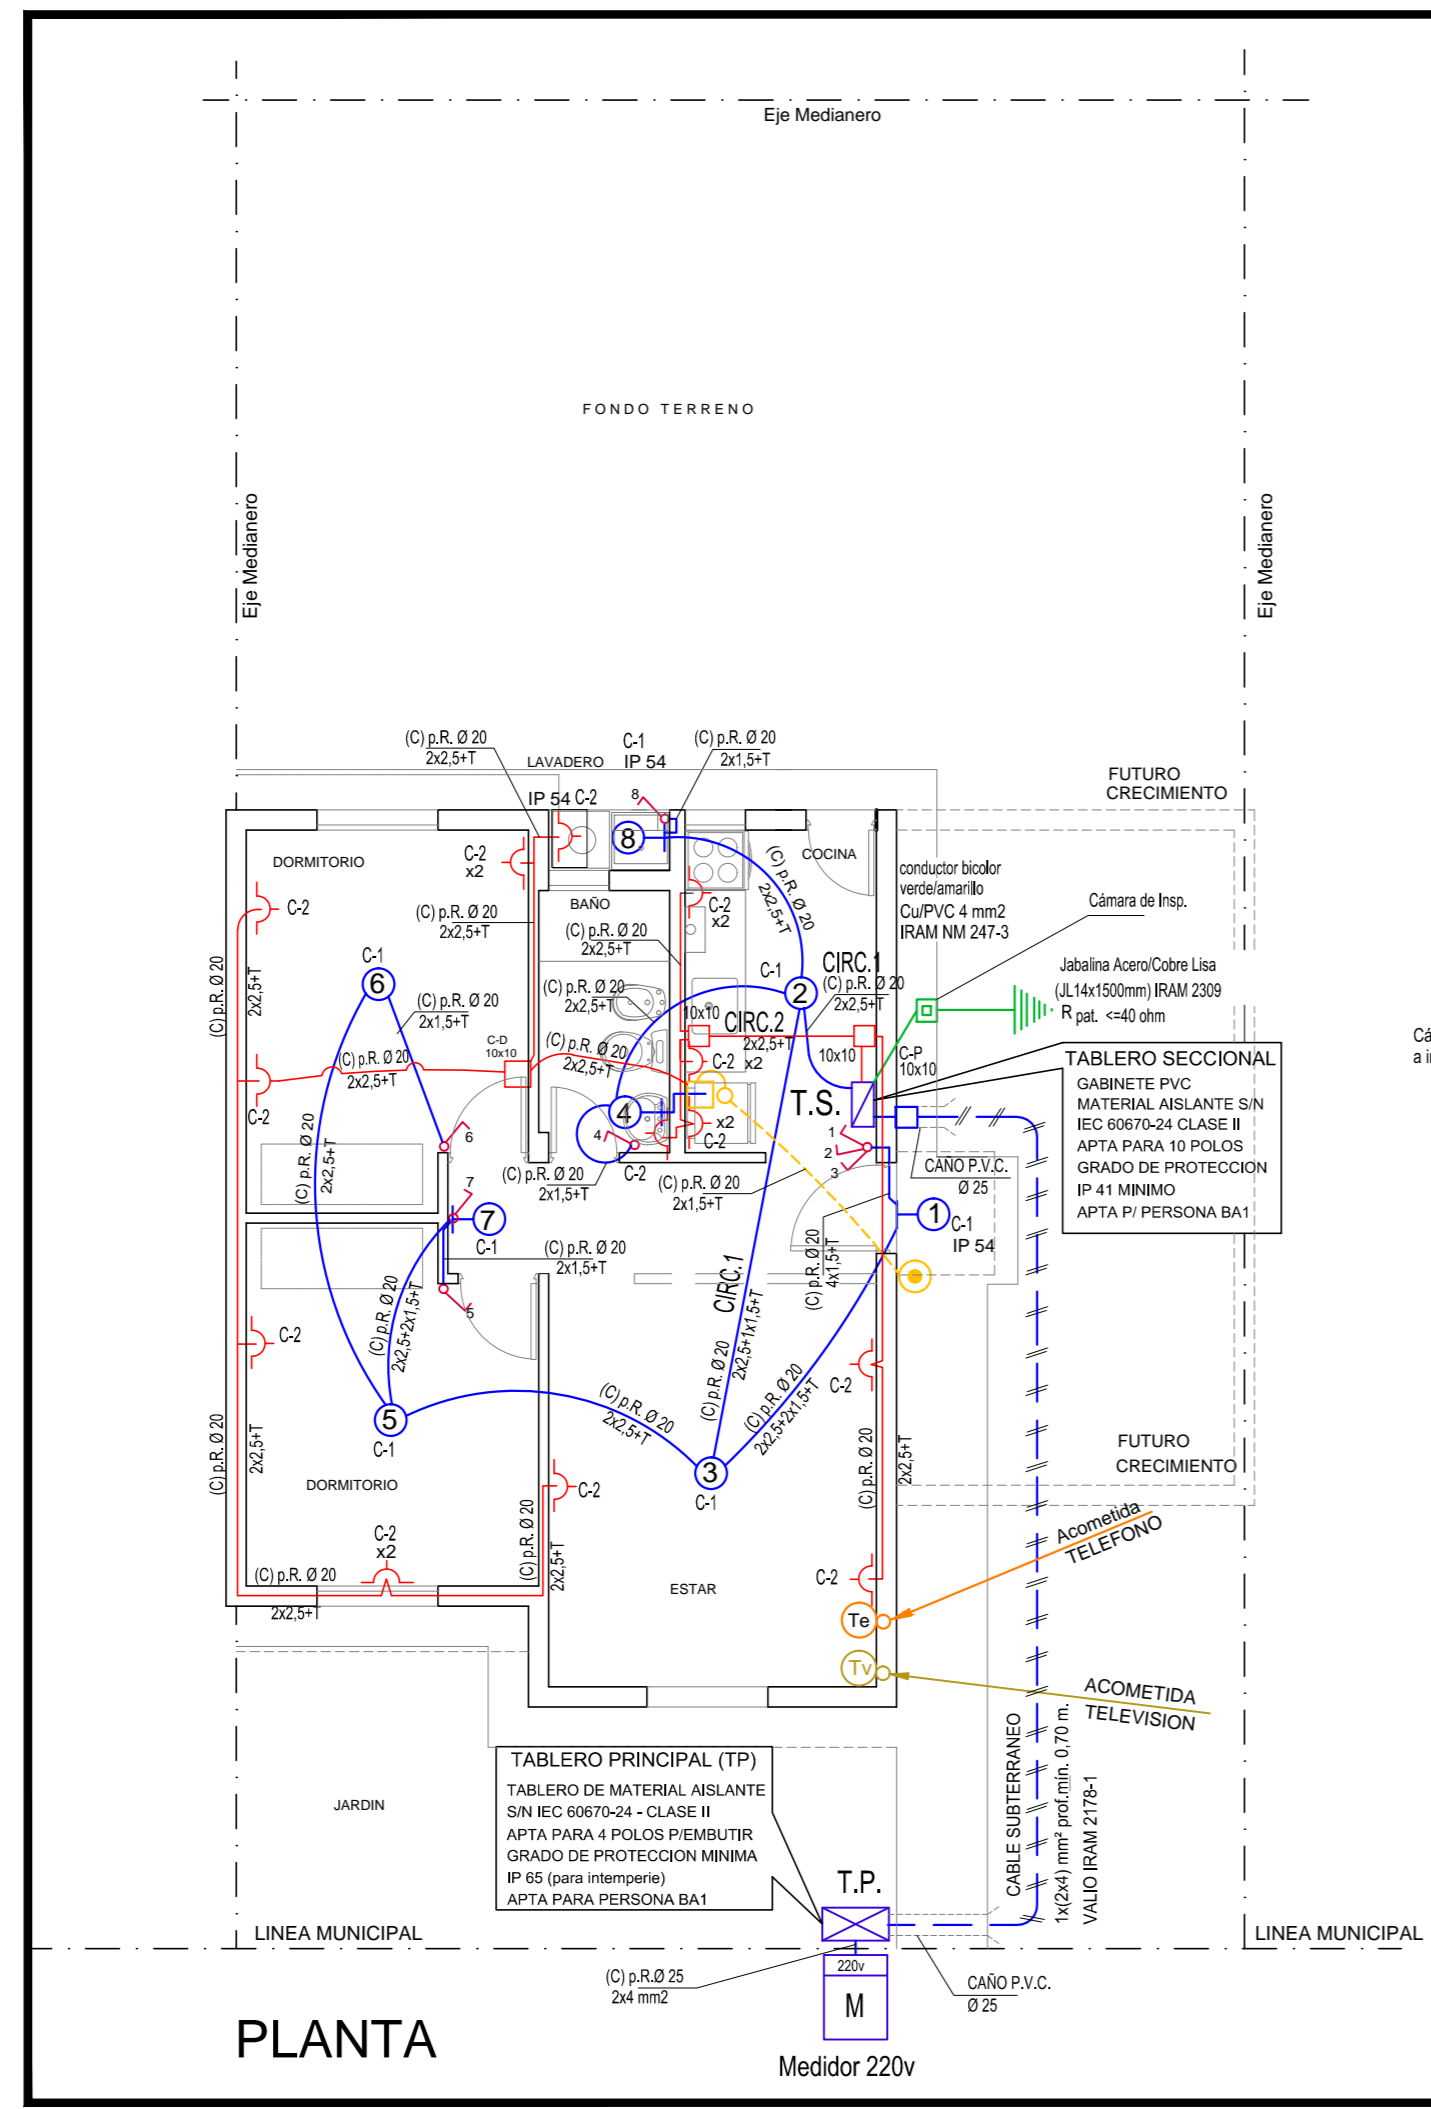 Eje Medianero
FONDO TERRENO
Eje Medianero
Eje Medianero
(C) p.R. Ø 20
2x2,5+T
LAVADERO
C-1
IP 54
(C) p.R. Ø 20
2x1,5+T
FUTURO
CRECIMIENTO
IP 54 C-2
8
8
DORMITORIO
C-2
x2
COCINA
(C) p.R. Ø 20
2x2,5+T
conductor bicolor
verde/amarillo
Cu/PVC 4 mm2
IRAM NM 247-3
Cámara de Insp.
C-2
BAÑO
(C) p.R. Ø 20
2x2,5+T
C-2
x2
(C) p.R. Ø 20
2x2,5+T
(C) p.R. Ø 20
2x2,5+T
C-1
6
C-1
2
CIRC.1
(C) p.R. Ø 20
2x2,5+T
Jabalina Acero/Cobre Lisa
(JL14x1500mm) IRAM 2309
R pat. <=40 ohm
(C) p.R. Ø 20
2x1,5+T
(C) p.R. Ø 20
2x2,5+T
10x10
CIRC.2
2x2,5+T
C-D
10x10
(C) p.R. Ø 20
2x2,5+T
(C) p.R. Ø 20
2x2,5+T
C-2
x2
10x10
C-P
10x10
Cá
a in
TABLERO SECCIONAL
GABINETE PVC
MATERIAL AISLANTE S/N
IEC 60670-24 CLASE II
APTA PARA 10 POLOS
GRADO DE PROTECCION
IP 41 MINIMO
APTA P/ PERSONA BA1
C-2
4
4
x2
C-2
T.S.
1
2
3
6
(C) p.R. Ø 20
2x1,5+T
C-2
(C) p.R. Ø 20
2x1,5+T
CAÑO P.V.C.
Ø 25
(C) p.R. Ø 20
2x2,5+T
7
7
C-1
(C) p.R. Ø 20
2x1,5+T
1
C-1
IP 54
(C) p.R. Ø 20
4x1,5+T
5
CIRC.1
(C) p.R. Ø 20
2x2,5+2x1,5+T
C-2
(C) p.R. Ø 20
2x2,5+1x1,5+T
C-2
(C) p.R. Ø 20
2x2,5+T
(C) p.R. Ø 20
2x2,5+2x1,5+T
5
C-1
(C) p.R. Ø 20
2x2,5+T
3
C-1
(C) p.R. Ø 20
2x2,5+T
FUTURO
CRECIMIENTO
DORMITORIO
C-2
C-2
x2
(C) p.R. Ø 20
2x2,5+T
(C) p.R. Ø 20
2x2,5+T
ESTAR
C-2
Acometida
TELEFONO
Te
Tv
ACOMETIDA
TELEVISION
CABLE SUBTERRANEO
1x(2x4) mm² prof.mín. 0,70 m.
VALIO IRAM 2178-1
TABLERO PRINCIPAL (TP)
TABLERO DE MATERIAL AISLANTE
S/N IEC 60670-24 - CLASE II
APTA PARA 4 POLOS P/EMBUTIR
GRADO DE PROTECCION MINIMA
IP 65 (para intemperie)
APTA PARA PERSONA BA1
JARDIN
T.P.
LINEA MUNICIPAL
LINEA MUNICIPAL
(C) p.R.Ø 25
2x4 mm2
220v
M
CAÑO P.V.C.
Ø 25
PLANTA
Medidor 220v